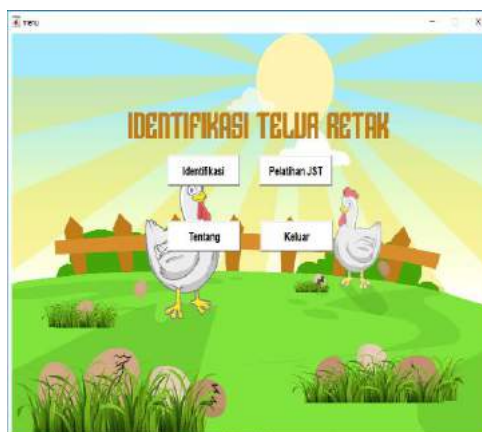 menu
IDENTIFIKASI TELUR RETAK
Identifikasi
Pelatihan JST
Tentang
Keluar